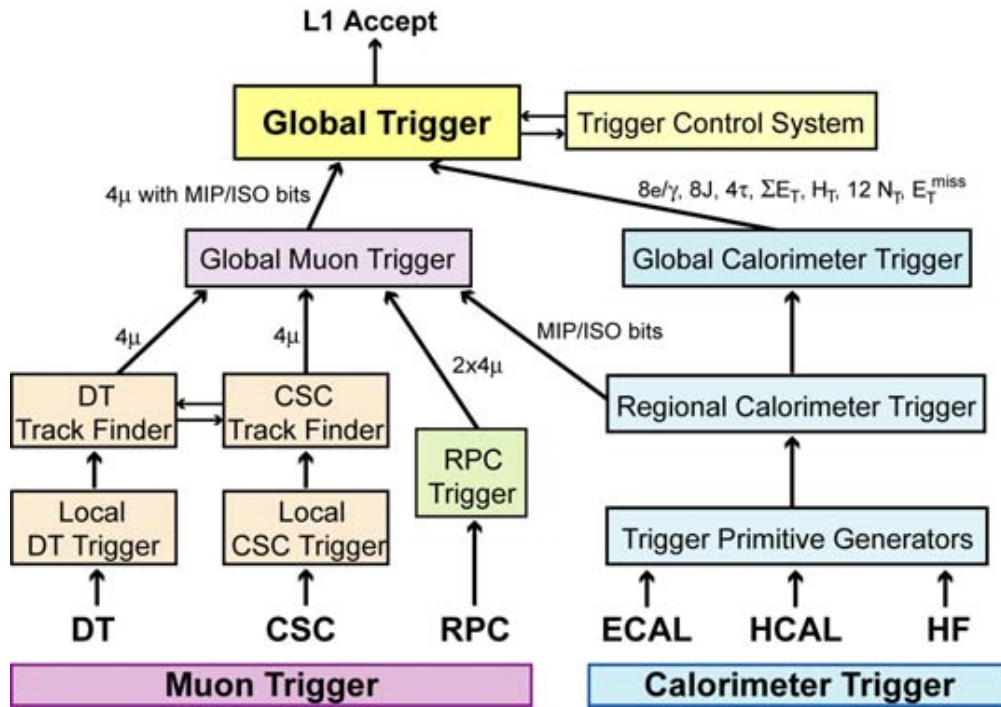 L1 Accept
Global Trigger
Trigger Control System
4μ with MIP/ISO bits
8e/γ, 8J, 4τ, ΣE_T, H_T, 12 N_T, E_T^miss
Global Muon Trigger
Global Calorimeter Trigger
4μ
4μ
2x4μ
MIP/ISO bits
DT
Track Finder
CSC
Track Finder
RPC
Trigger
Regional Calorimeter Trigger
Local
DT Trigger
Local
CSC Trigger
Trigger Primitive Generators
DT
CSC
RPC
ECAL
HCAL
HF
Muon Trigger
Calorimeter Trigger